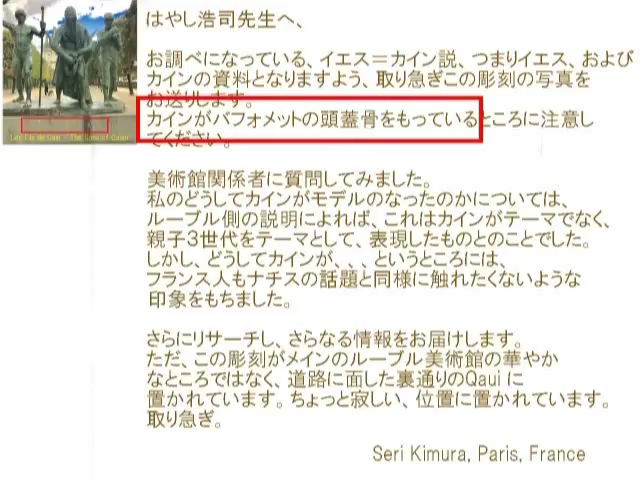 はやし浩司先生へ、
お調べになっている、イエス＝カイン説、つまりイエス、および
カインの資料となりますよう、取り急ぎこの彫刻の写真を
お送りします。
カインがバフォメットの頭蓋骨をもっているところに注意し
てください。
美術館関係者に質問してみました。
私のどうしてカインがモデルのなったのかについては、
ルーブル側の説明によれば、これはカインがテーマでなく、
親子３世代をテーマとして、表現したものとのことでした。
しかし、どうしてカインが、、、というところには、
フランス人もナチスの話題と同様に触れたくないような
印象をもちました。
さらにリサーチし、さらなる情報をお届けします。
ただ、この彫刻がメインのルーブル美術館の華やか
なところではなく、道路に面した裏通りのQauiに
置かれています。ちょっと寂しい、位置に置かれています。
取り急ぎ。
Seri Kimura, Paris, France